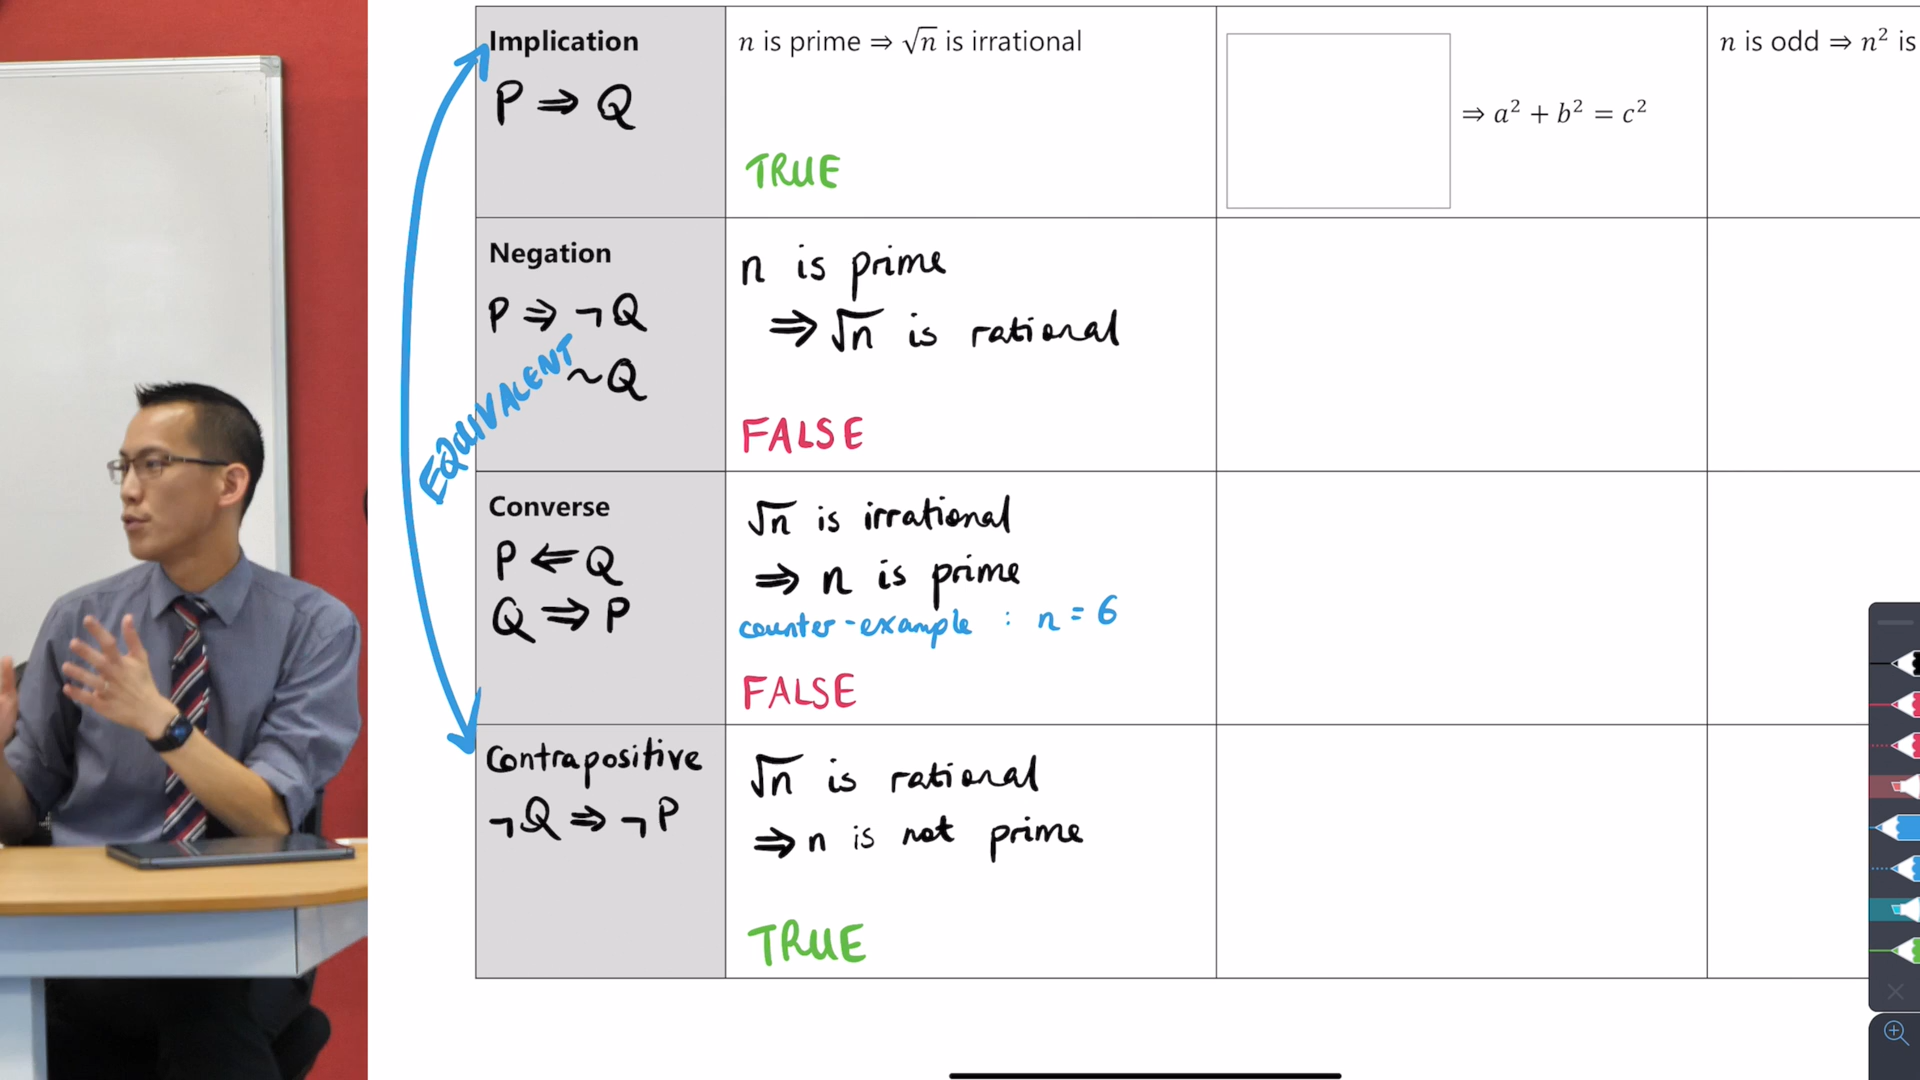 Implication
P ⇒ Q
n is prime ⇒ √n is irrational
TRUE
⇒ a² + b² = c²
n is odd ⇒ n² is
Negation
P ⇒ ¬Q
~Q
n is prime
⇒ √n is rational
FALSE
EQUIVALENT
Converse
P ⇐ Q
Q ⇒ P
√n is irrational
⇒ n is prime
counter-example : n = 6
FALSE
Contrapositive
¬Q ⇒ ¬P
√n is rational
⇒ n is not prime
TRUE